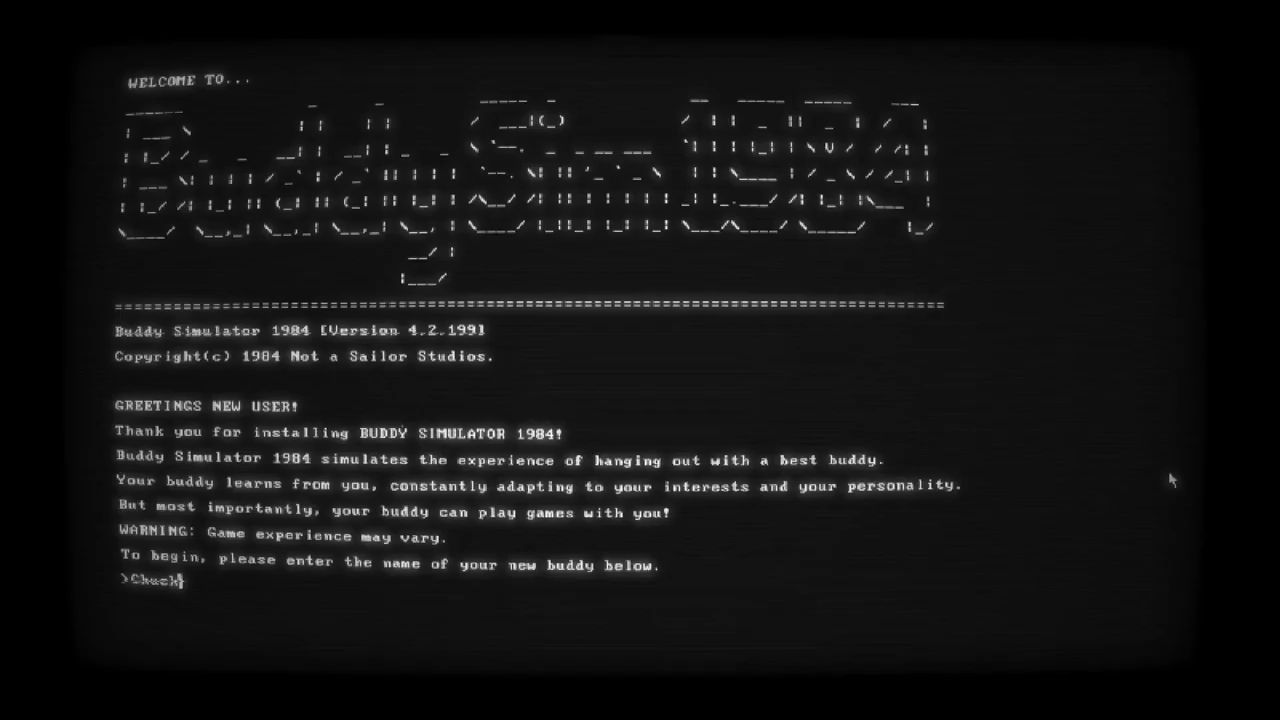 WELCOME TO...
Buddy Sim 1984
================================================================================
Buddy Simulator 1984 [Version 4.2.199]
Copyright(c) 1984 Not a Sailor Studios.
GREETINGS NEW USER!
Thank you for installing BUDDY SIMULATOR 1984!
Buddy Simulator 1984 simulates the experience of hanging out with a best buddy.
Your buddy learns from you, constantly adapting to your interests and your personality.
But most importantly, your buddy can play games with you!
WARNING: Game experience may vary.
To begin, please enter the name of your new buddy below.
>Chuck